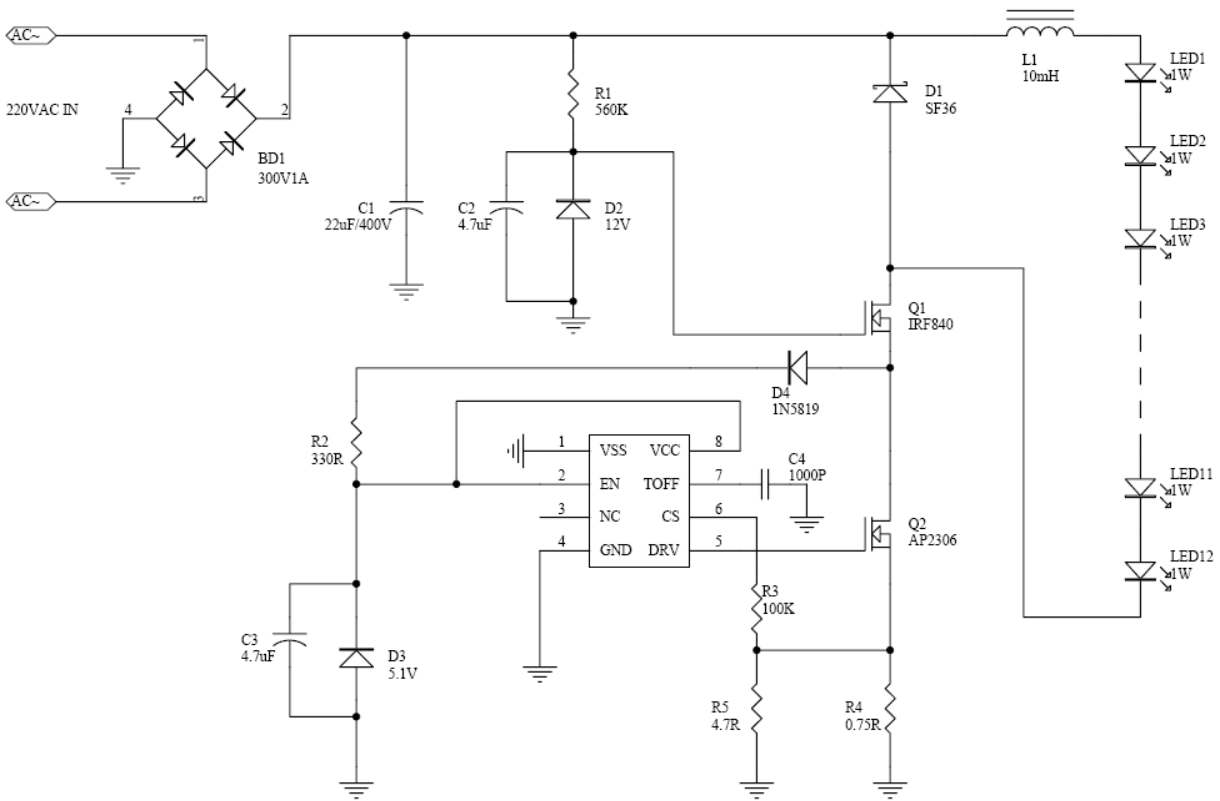 AC~
1
220VAC IN
4
2
BD1
300V1A
AC~
3
C1
22uF/400V
R1
560K
C2
4.7uF
D2
12V
D1
SF36
L1
10mH
LED1
1W
LED2
1W
LED3
1W
Q1
IRF840
D4
1N5819
R2
330R
1 VSS VCC 8
2 EN TOFF 7
3 NC CS 6
4 GND DRV 5
C4
1000P
Q2
AP2306
LED11
1W
LED12
1W
R3
100K
C3
4.7uF
D3
5.1V
R5
4.7R
R4
0.75R